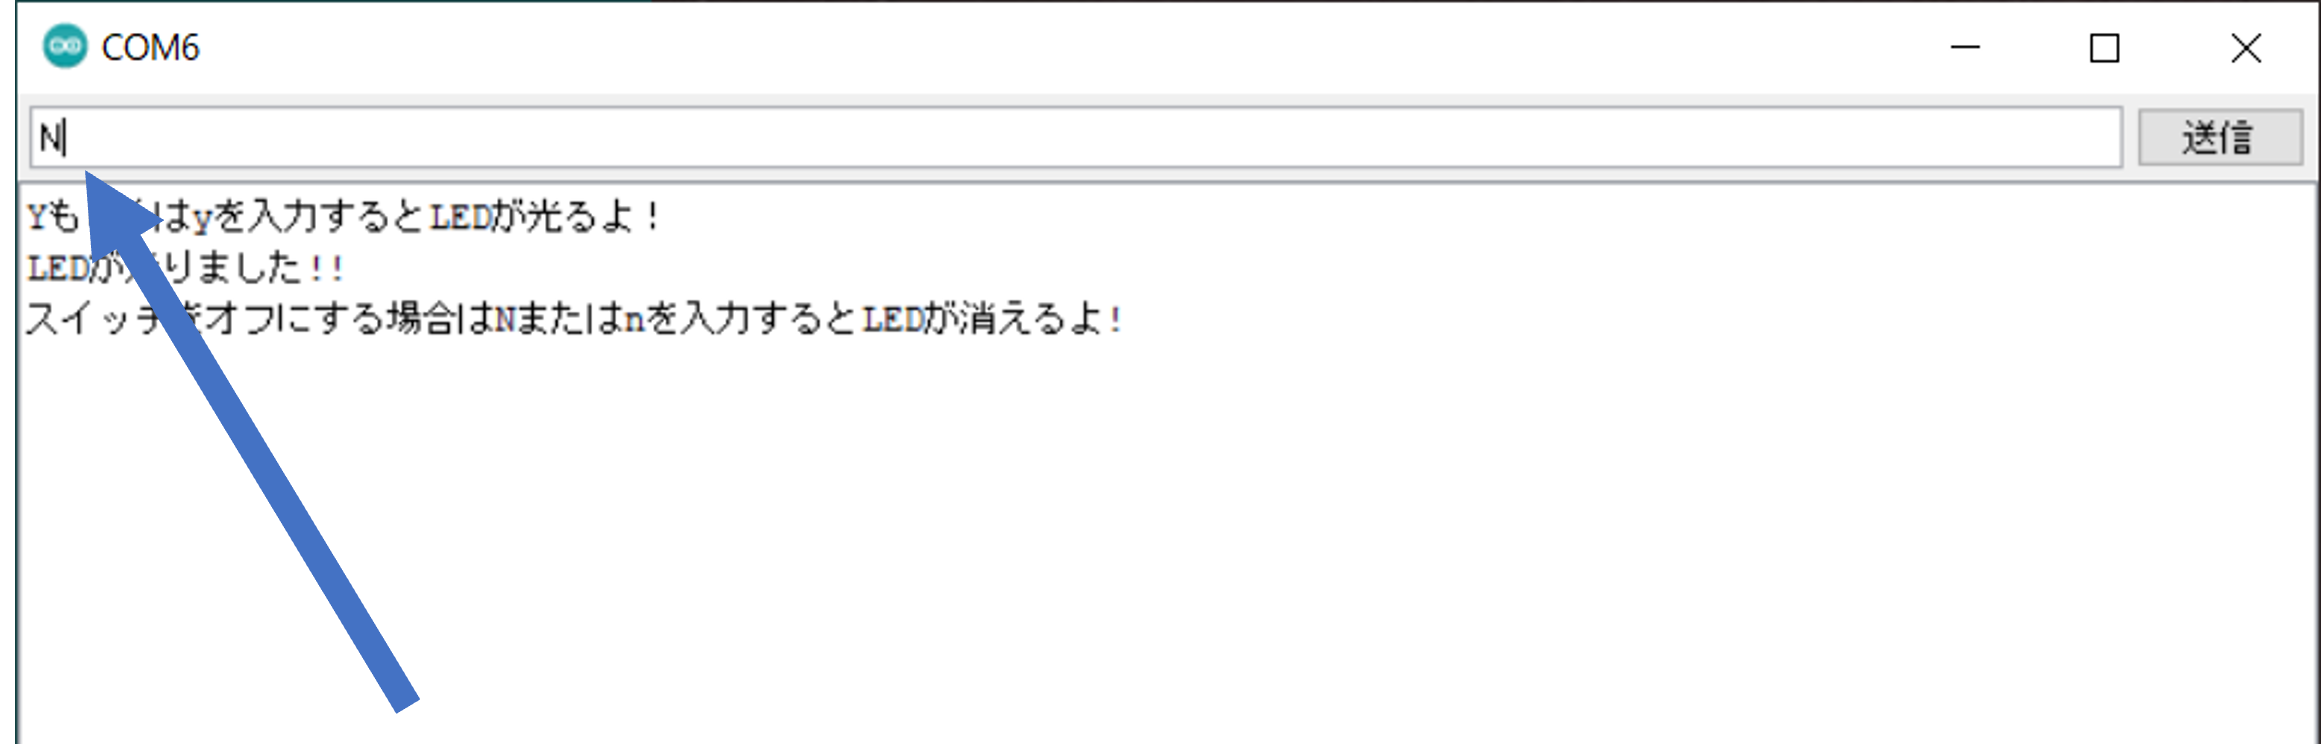 COM6
N
送信
Yも はyを入力するとLEDが光るよ！
LEDが りました!!
スイッチをオフにする場合はNまたはnを入力するとLEDが消えるよ!